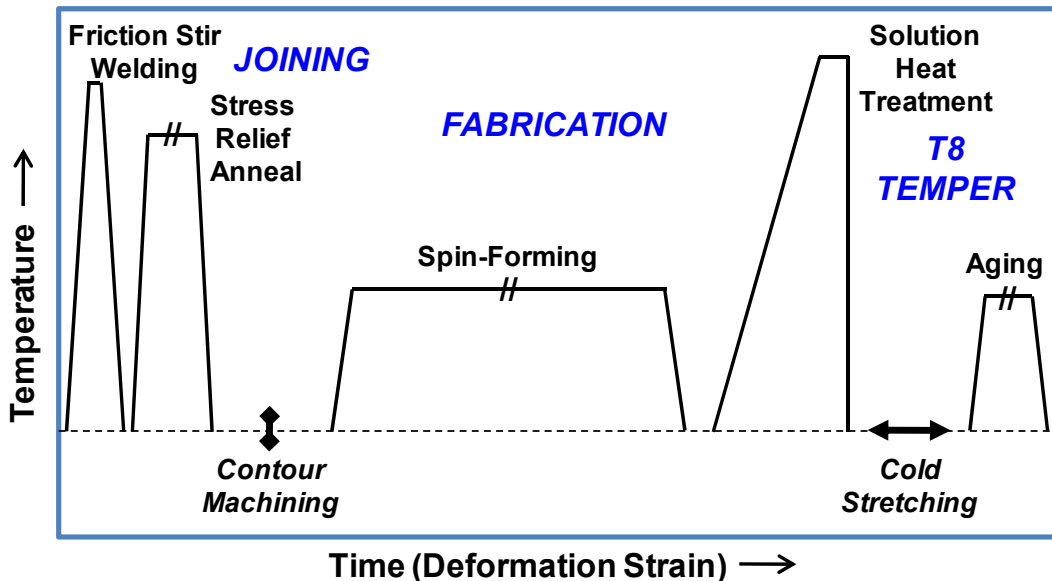 Friction Stir
Welding
JOINING
Stress
Relief
Anneal
FABRICATION
Solution
Heat
Treatment
T8
TEMPER
Spin-Forming
Aging
Temperature
Contour
Machining
Cold
Stretching
Time (Deformation Strain)